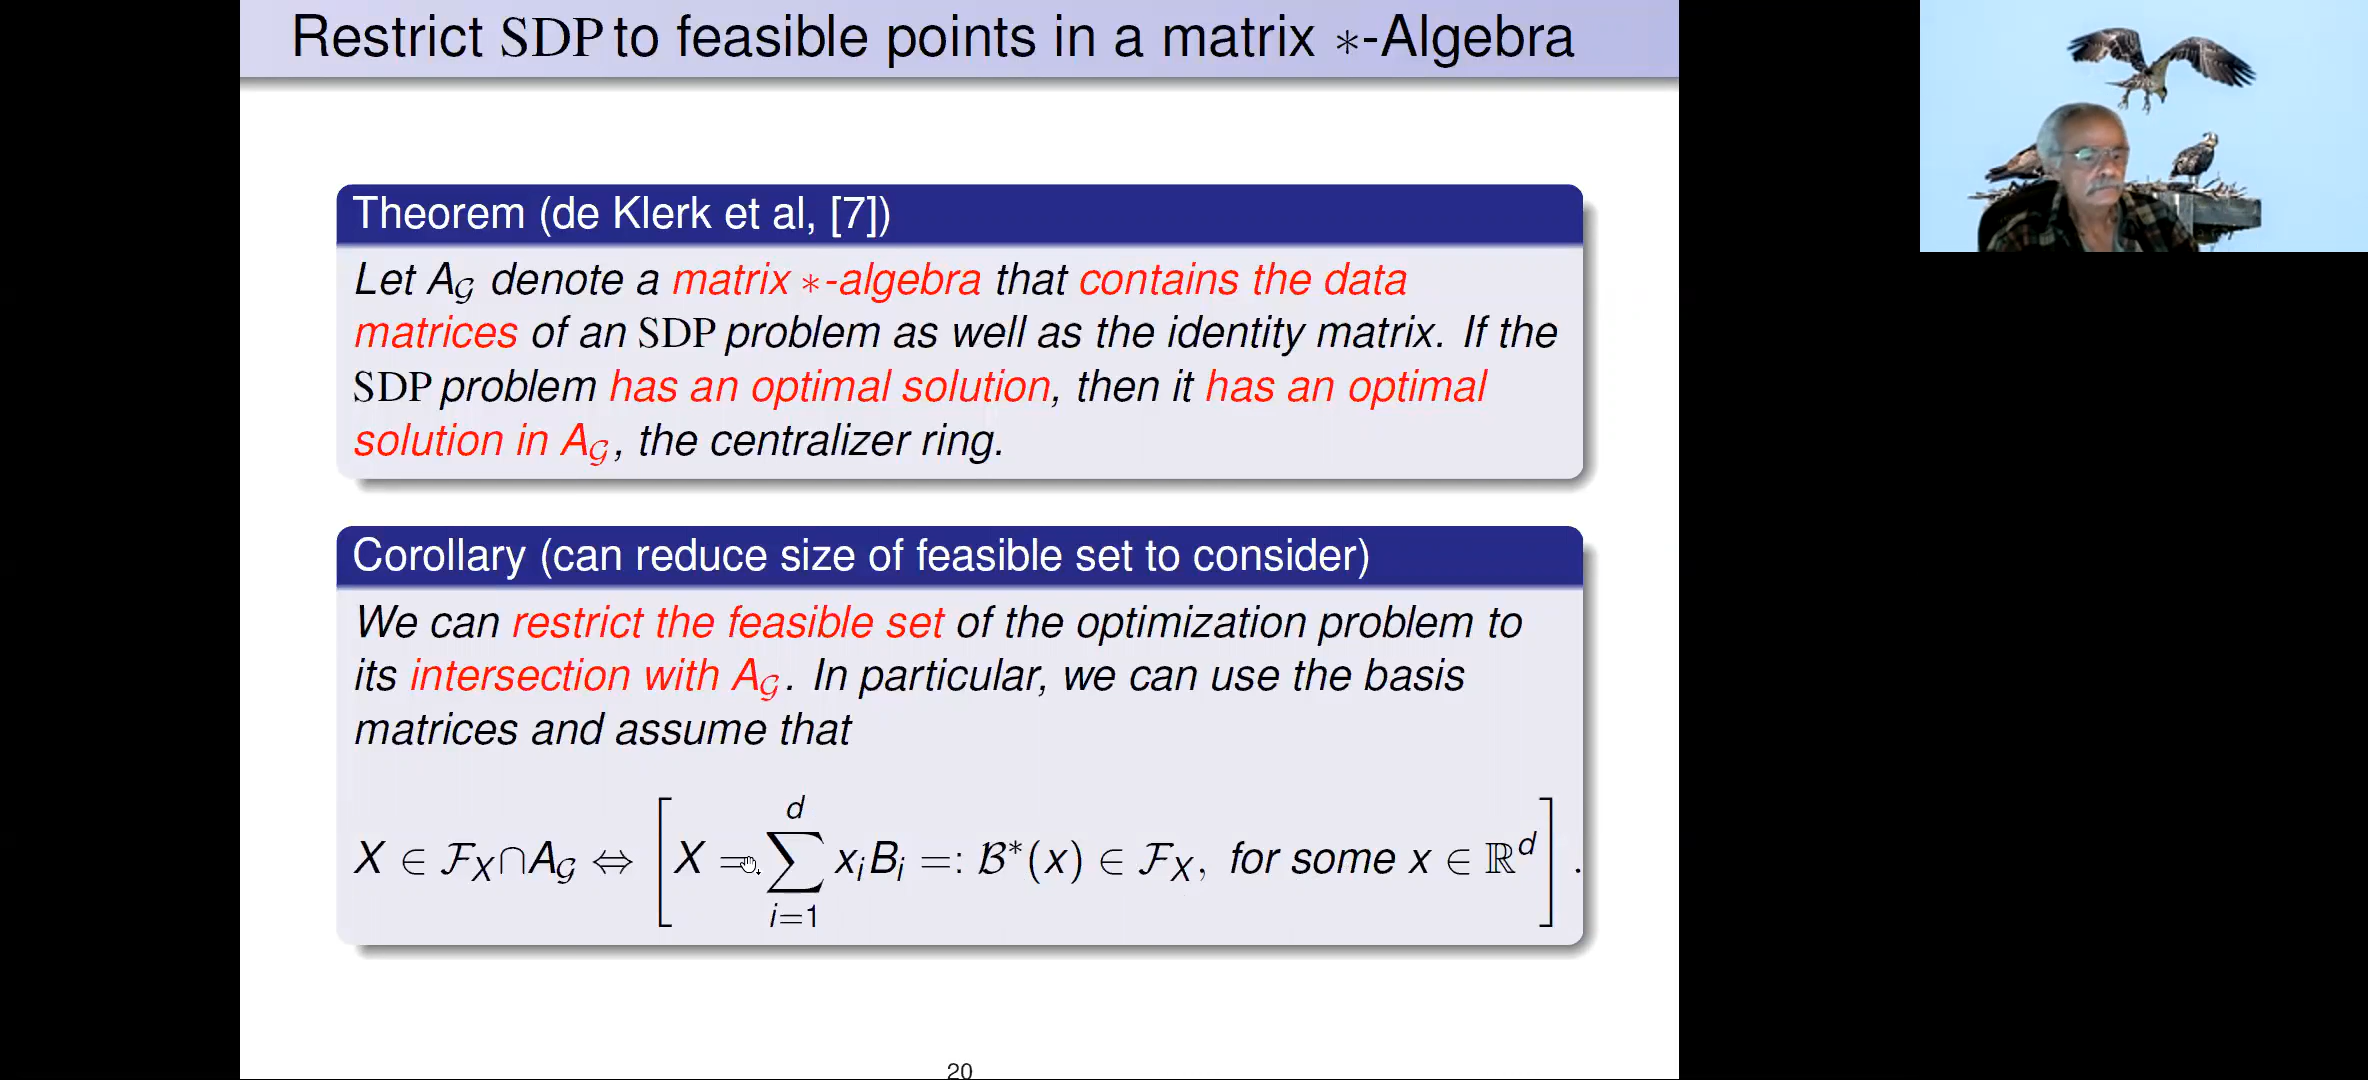 Restrict SDP to feasible points in a matrix ∗-Algebra
Theorem (de Klerk et al, [7])
Let A_𝒢 denote a matrix ∗-algebra that contains the data
matrices of an SDP problem as well as the identity matrix. If the
SDP problem has an optimal solution, then it has an optimal
solution in A_𝒢, the centralizer ring.
Corollary (can reduce size of feasible set to consider)
We can restrict the feasible set of the optimization problem to
its intersection with A_𝒢. In particular, we can use the basis
matrices and assume that
X ∈ ℱ_X ∩ A_𝒢 ⇔ [ X = ∑_{i=1}^{d} x_i B_i =: ℬ*(x) ∈ ℱ_X, for some x ∈ ℝ^d ] .
20